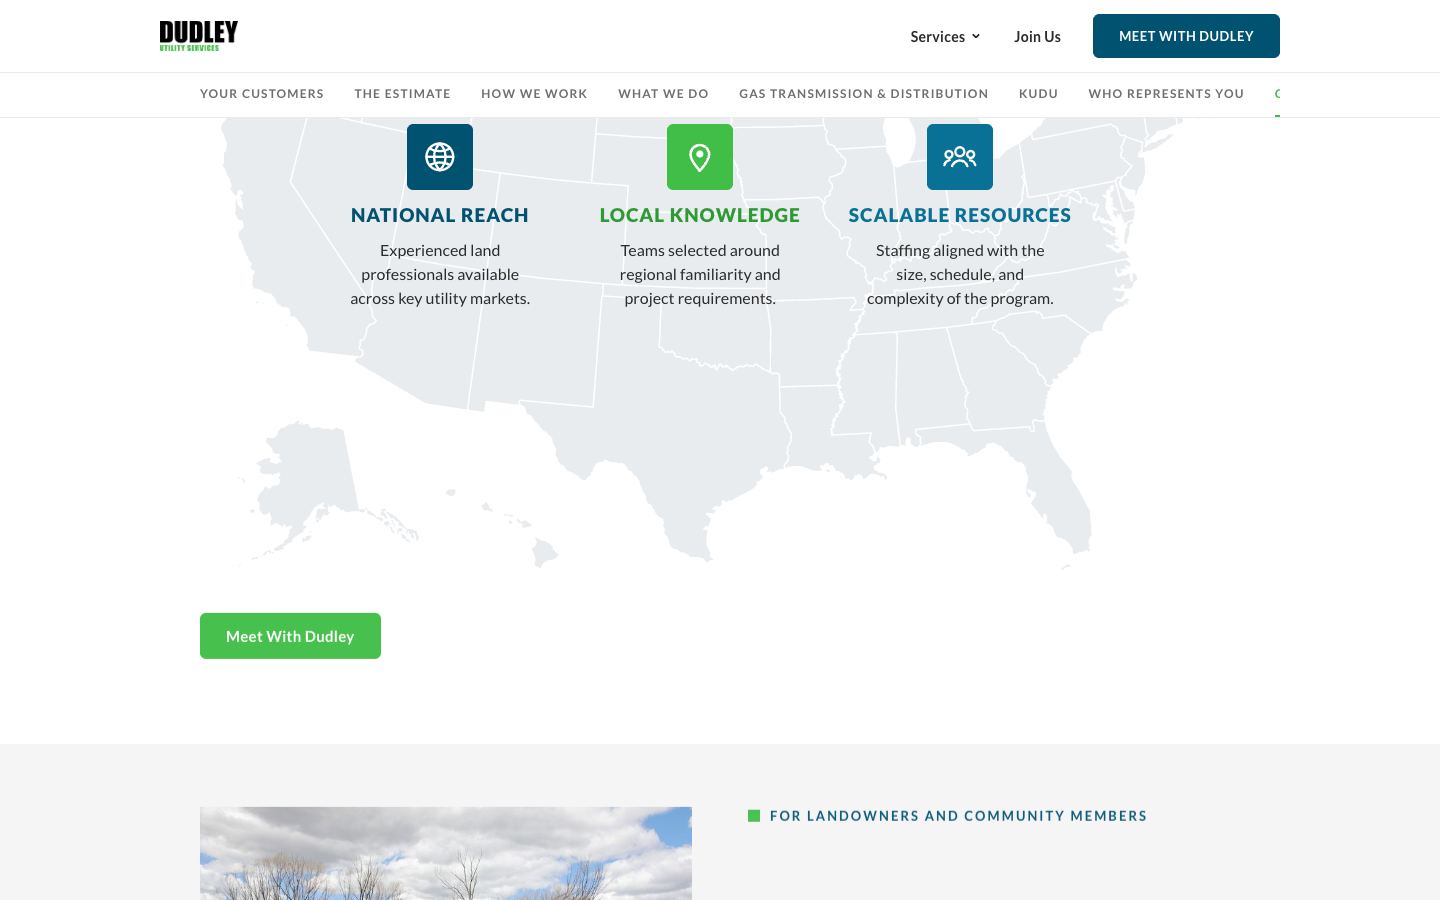 DUDLEY
UTILITY SERVICES
Services
Join Us
MEET WITH DUDLEY
YOUR CUSTOMERS
THE ESTIMATE
HOW WE WORK
WHAT WE DO
GAS TRANSMISSION & DISTRIBUTION
KUDU
WHO REPRESENTS YOU
NATIONAL REACH
Experienced land
professionals available
across key utility markets.
LOCAL KNOWLEDGE
Teams selected around
regional familiarity and
project requirements.
SCALABLE RESOURCES
Staffing aligned with the
size, schedule, and
complexity of the program.
Meet With Dudley
FOR LANDOWNERS AND COMMUNITY MEMBERS